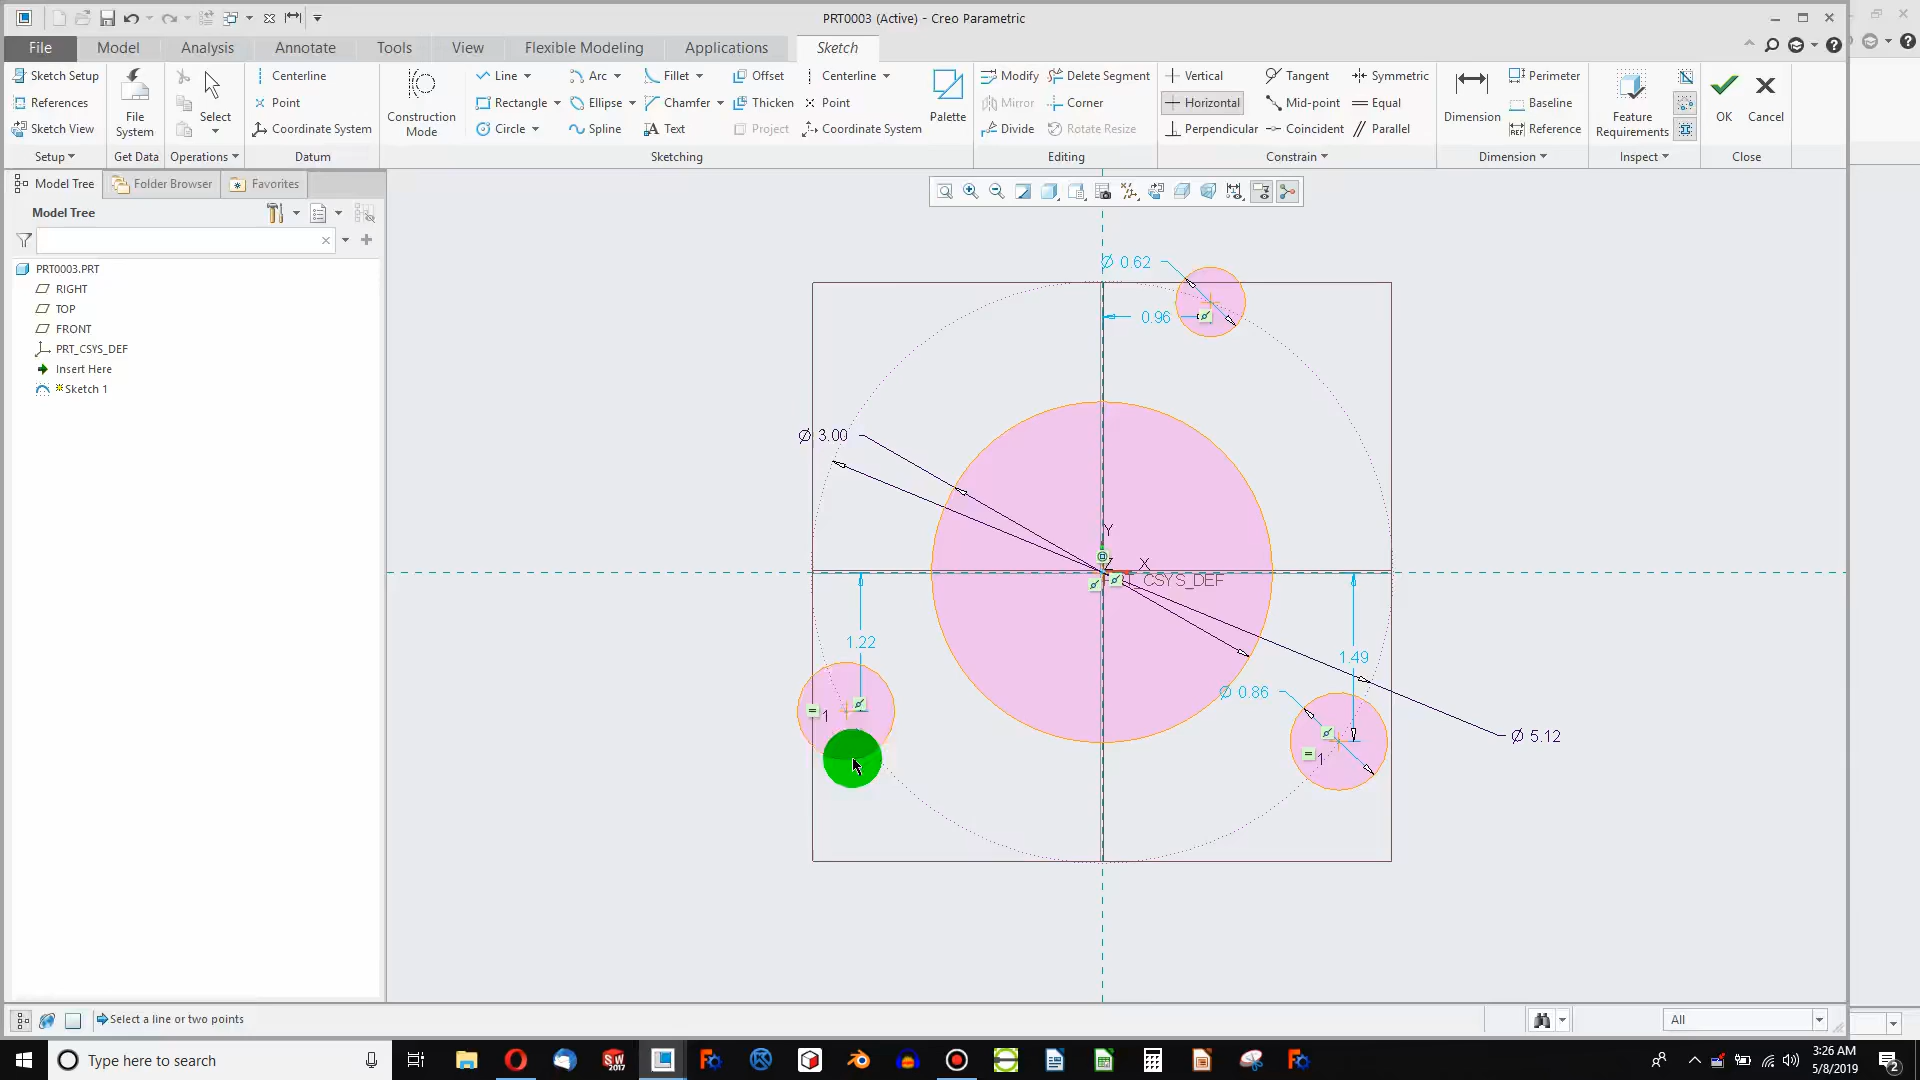 PRT0003 (Active) - Creo Parametric
File Model Analysis Annotate Tools View Flexible Modeling Applications Sketch
Sketch Setup
References
Sketch View
Setup
File System
Get Data
Select
Operations
Centerline
Point
Coordinate System
Datum
Construction Mode
Line
Rectangle
Circle
Arc
Ellipse
Spline
Fillet
Chamfer
Text
Offset
Thicken
Project
Centerline
Point
Coordinate System
Palette
Sketching
Modify
Mirror
Divide
Delete Segment
Corner
Rotate Resize
Editing
Vertical
Horizontal
Perpendicular
Tangent
Mid-point
Coincident
Symmetric
Equal
Parallel
Constrain
Dimension
Perimeter
Baseline
Reference
REF
Dimension
Feature Requirements
Inspect
OK
Cancel
Close
Model Tree Folder Browser Favorites
Model Tree
PRT0003.PRT
RIGHT
TOP
FRONT
PRT_CSYS_DEF
Insert Here
Sketch 1
Ø 0.62
0.96
Ø 3.00
Y
Z
X
CSYS_DEF
1.22
1.49
Ø 0.86
= 1
= 1
Ø 5.12
Select a line or two points
All
Type here to search
SW
2017
3:26 AM
5/8/2019
2